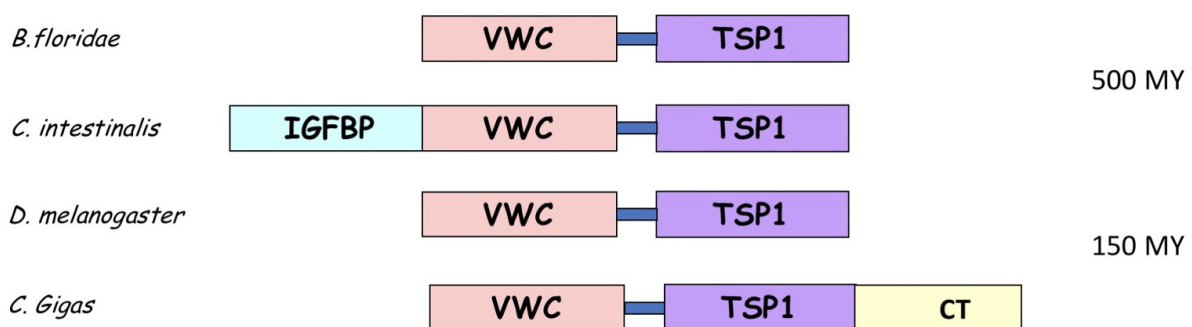 B.floridae VWC TSP1
500 MY
C. intestinalis IGFBP VWC TSP1
D. melanogaster VWC TSP1
150 MY
C. Gigas VWC TSP1 CT